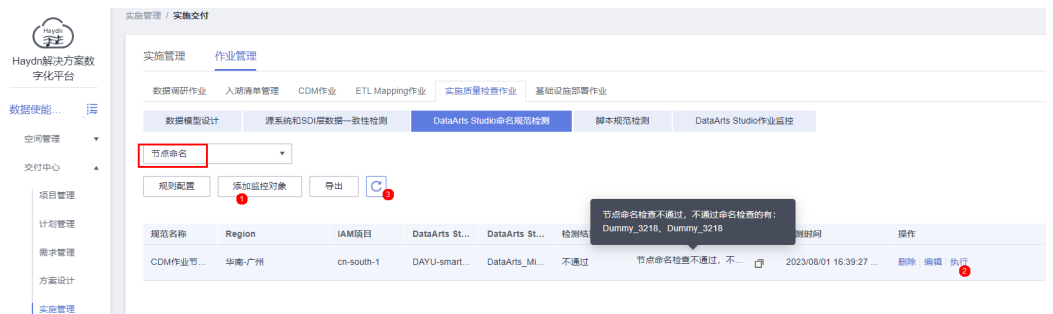 实施管理 / 实施交付
Haydn
Haydn解决方案数
字化平台
数据使能...
空间管理
交付中心
项目管理
计划管理
需求管理
方案设计
实施管理
实施管理 作业管理
数据调研作业 入湖清单管理 CDM作业 ETL Mapping作业 实施质量检查作业 基础设施部署作业
数据模型设计 源系统和SDI层数据一致性检测 DataArts Studio命名规范检测 脚本规范检测 DataArts Studio作业监控
节点命名
规则配置 添加监控对象 导出
1 3
节点命名检查不通过，不通过命名检查的有：
Dummy_3218、Dummy_3218
规范名称 Region IAM项目 DataArts St... DataArts St... 检测结 测时间 操作
CDM作业节... 华南-广州 cn-south-1 DAYU-smart... DataArts_Mi... 不通过 节点命名检查不通过，不... 2023/08/01 16:39:27 ... 删除 编辑 执行
2